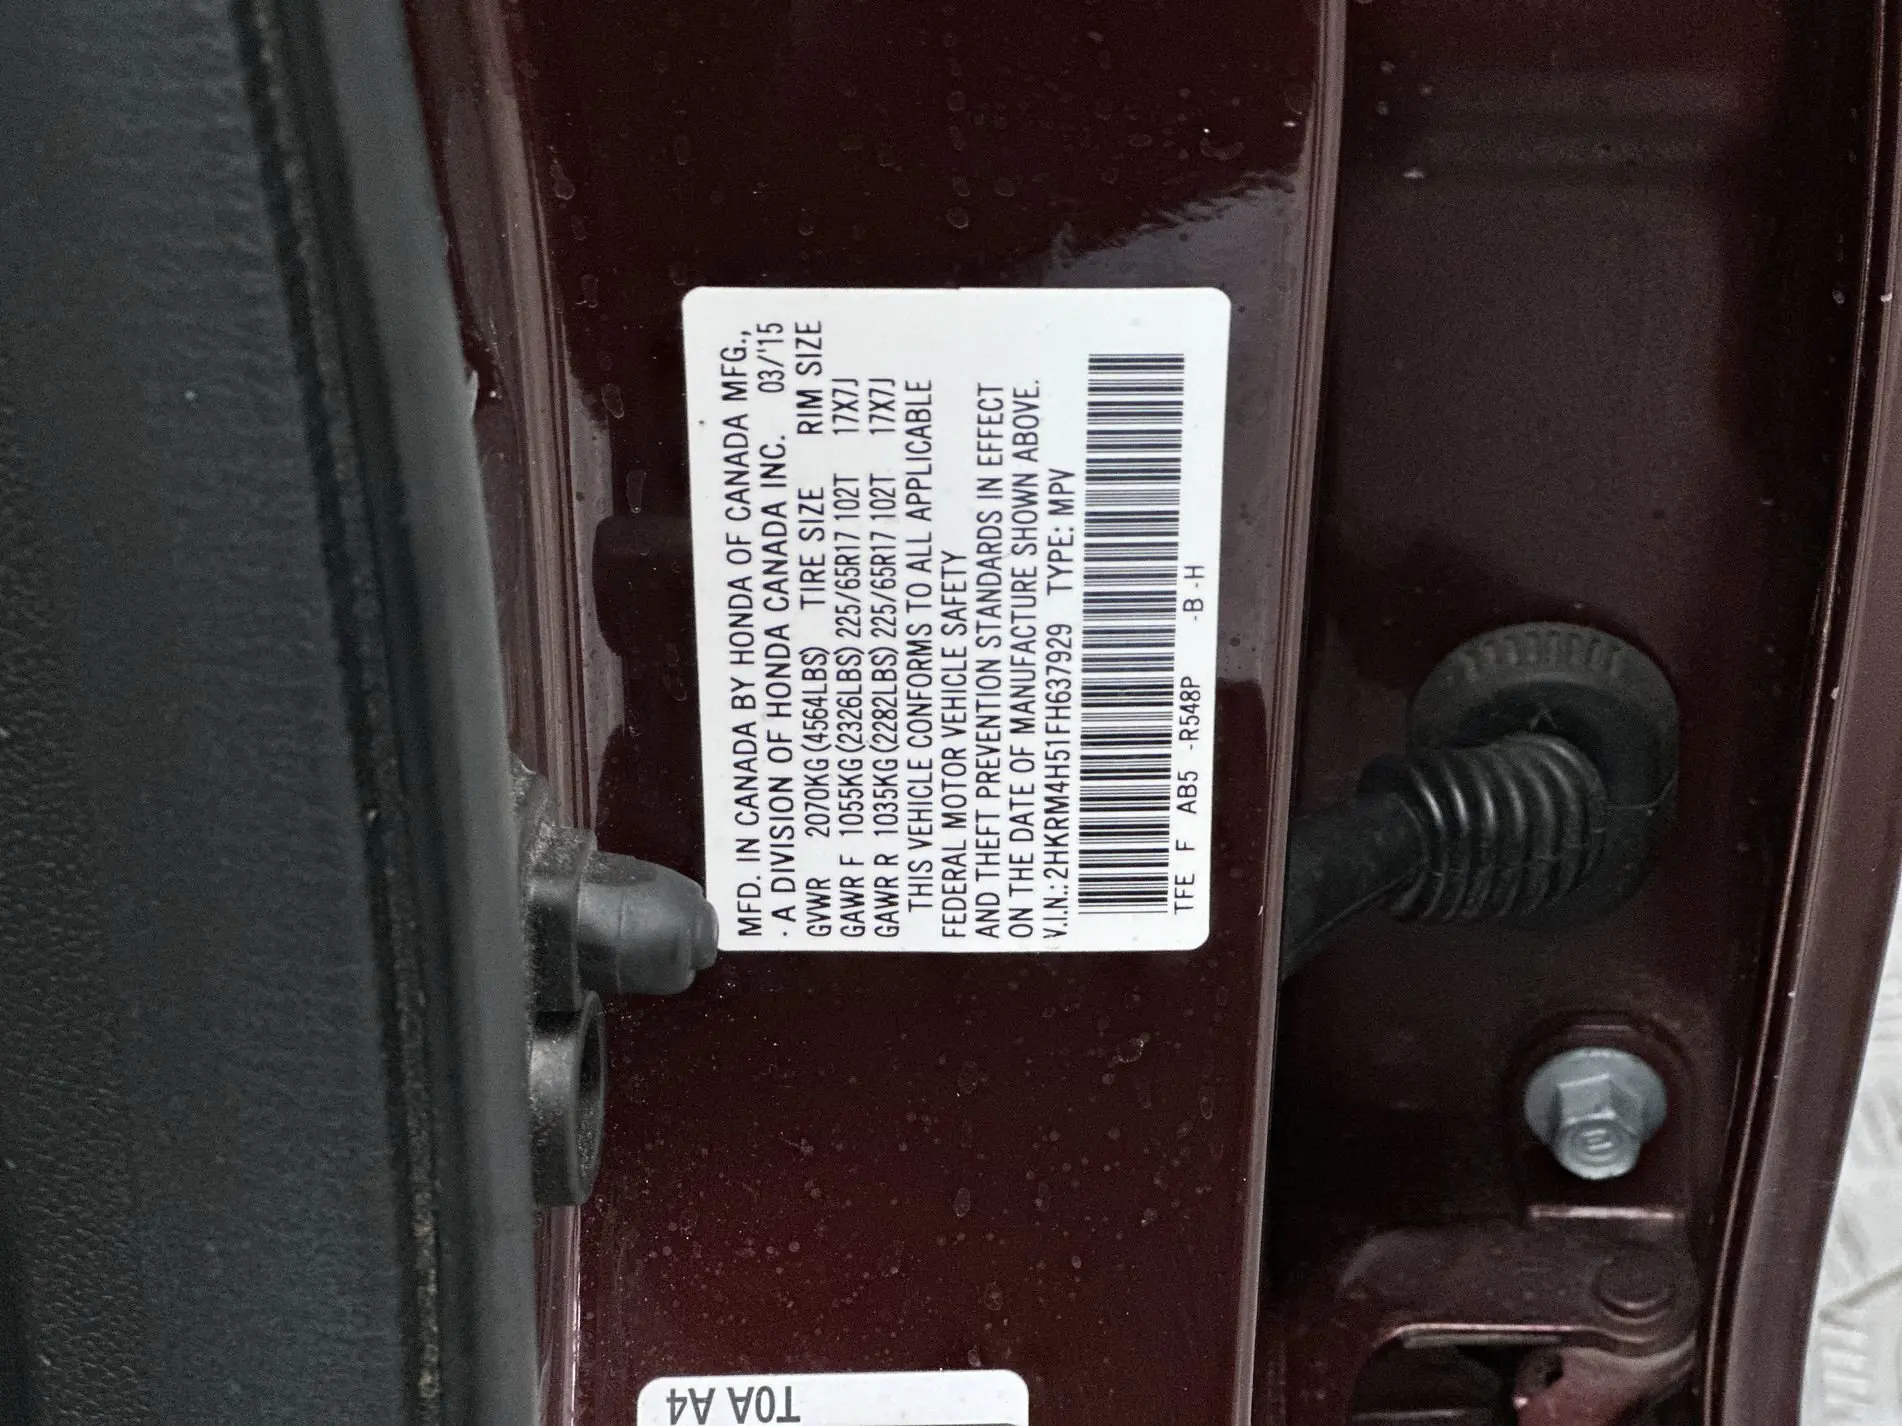 MFD. IN CANADA BY HONDA OF CANADA MFG.,
· A DIVISION OF HONDA CANADA INC. 03/'15
GVWR 2070KG(4564LBS) TIRE SIZE RIM SIZE
GAWR F 1055KG(2326LBS) 225/65R17 102T 17X7J
GAWR R 1035KG(2282LBS) 225/65R17 102T 17X7J
THIS VEHICLE CONFORMS TO ALL APPLICABLE
FEDERAL MOTOR VEHICLE SAFETY
AND THEFT PREVENTION STANDARDS IN EFFECT
ON THE DATE OF MANUFACTURE SHOWN ABOVE.
V.I.N.:2HKRM4H51FH637929 TYPE: MPV
TFE F AB5 -R548P -B-H
T0A A4